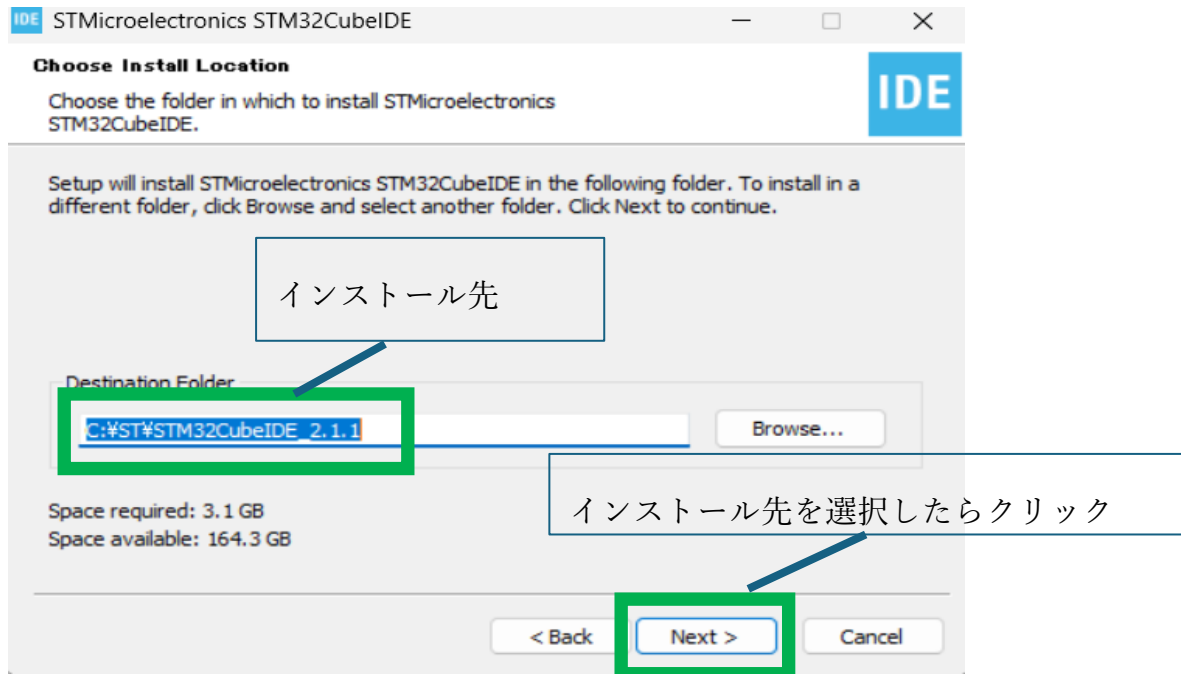 IDE STMicroelectronics STM32CubeIDE
Choose Install Location
Choose the folder in which to install STMicroelectronics
STM32CubeIDE.
IDE
Setup will install STMicroelectronics STM32CubeIDE in the following folder. To install in a
different folder, click Browse and select another folder. Click Next to continue.
インストール先
Destination Folder
C:¥ST¥STM32CubeIDE_2.1.1
Browse...
インストール先を選択したらクリック
Space required: 3.1 GB
Space available: 164.3 GB
< Back Next > Cancel